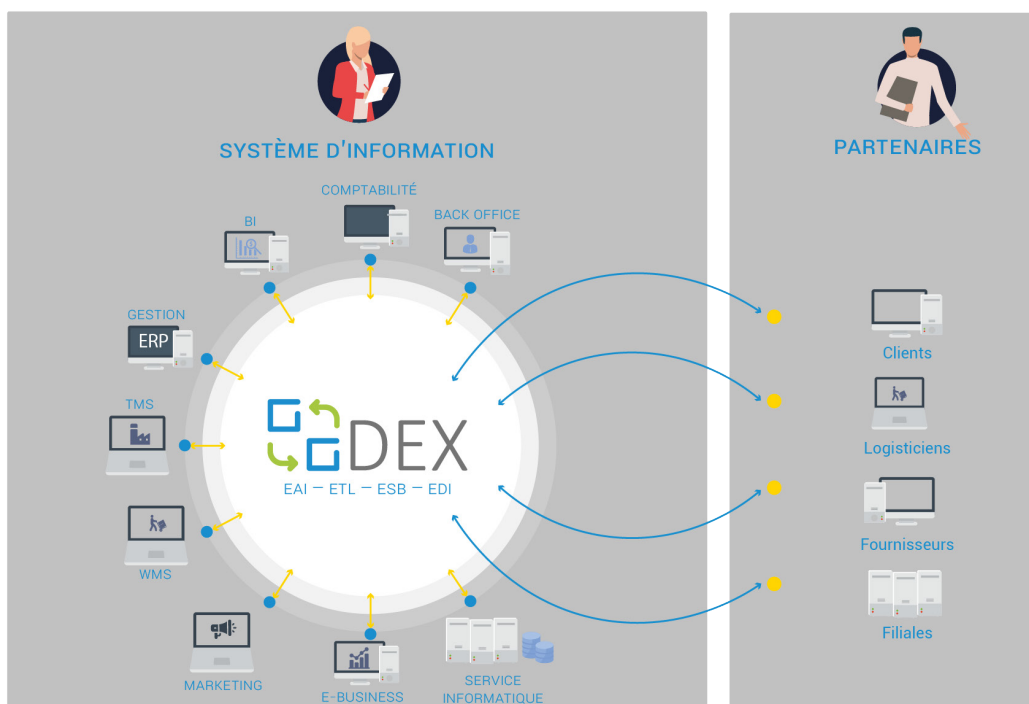 SYSTÈME D'INFORMATION
PARTENAIRES
COMPTABILITÉ
BI
BACK OFFICE
GESTION
ERP
TMS
WMS
MARKETING
E-BUSINESS
SERVICE
INFORMATIQUE
DEX
EAI – ETL – ESB – EDI
Clients
Logisticiens
Fournisseurs
Filiales